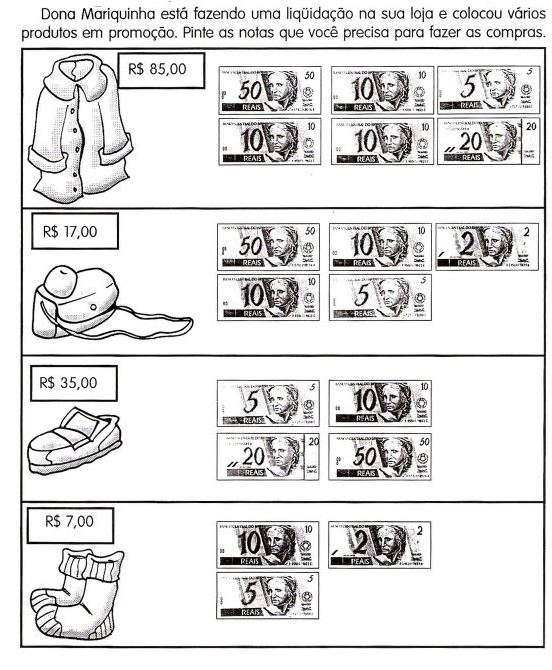 Dona Mariquinha está fazendo uma liqüidação na sua loja e colocou vários
produtos em promoção. Pinte as notas que você precisa para fazer as compras.
R$ 85,00
50 50 REAIS
10 10 REAIS
5 5 REAIS
10 10 REAIS
10 10 REAIS
20 20 REAIS
R$ 17,00
50 50 REAIS
10 10 REAIS
2 2 REAIS
10 10 REAIS
5 5 REAIS
R$ 35,00
5 5 REAIS
10 10 REAIS
20 20 REAIS
50 50 REAIS
R$ 7,00
10 10 REAIS
2 2 REAIS
5 5 REAIS